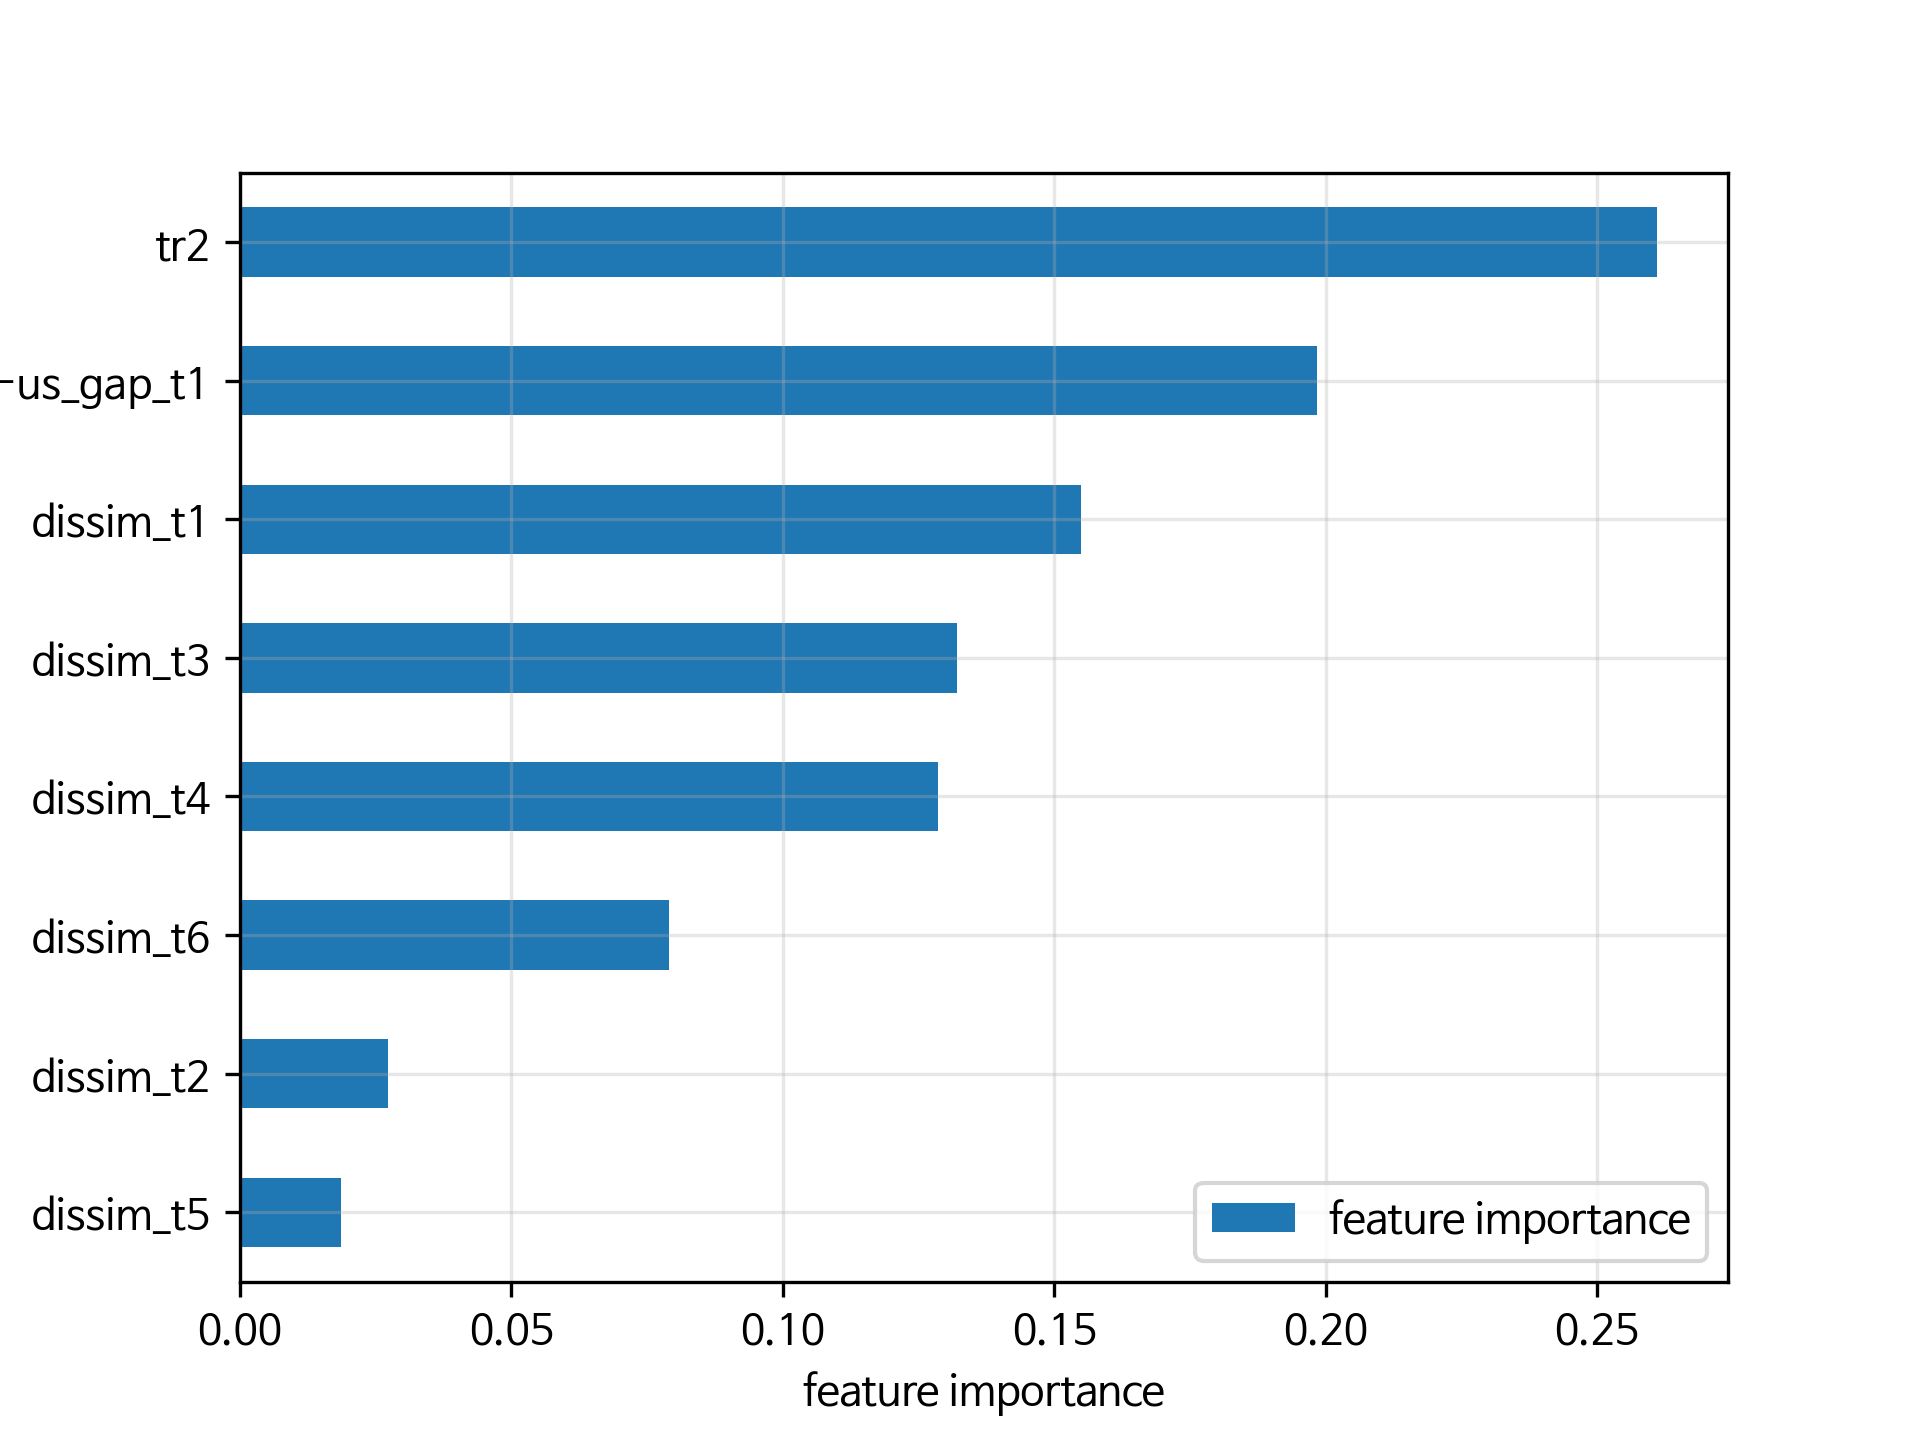 tr2
-us_gap_t1
dissim_t1
dissim_t3
dissim_t4
dissim_t6
dissim_t2
dissim_t5
feature importance
0.00 0.05 0.10 0.15 0.20 0.25
feature importance